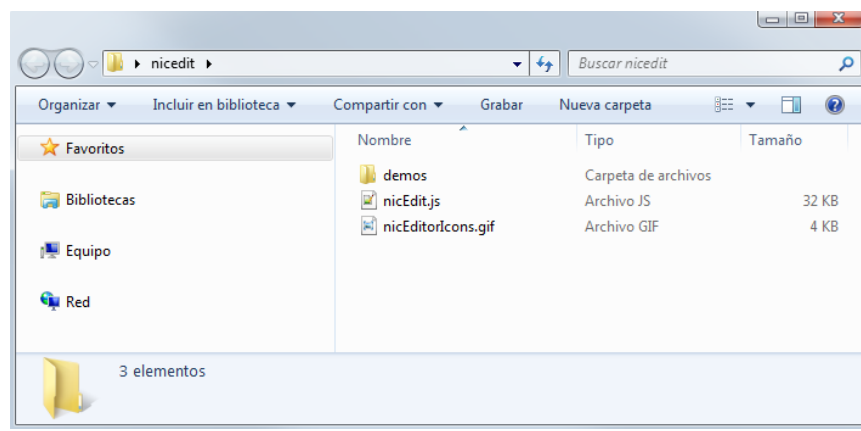 nicedit
Buscar nicedit
Organizar Incluir en biblioteca Compartir con Grabar Nueva carpeta
Favoritos
Bibliotecas
Equipo
Red
Nombre Tipo Tamaño
demos Carpeta de archivos
nicEdit.js Archivo JS 32 KB
nicEditorIcons.gif Archivo GIF 4 KB
3 elementos